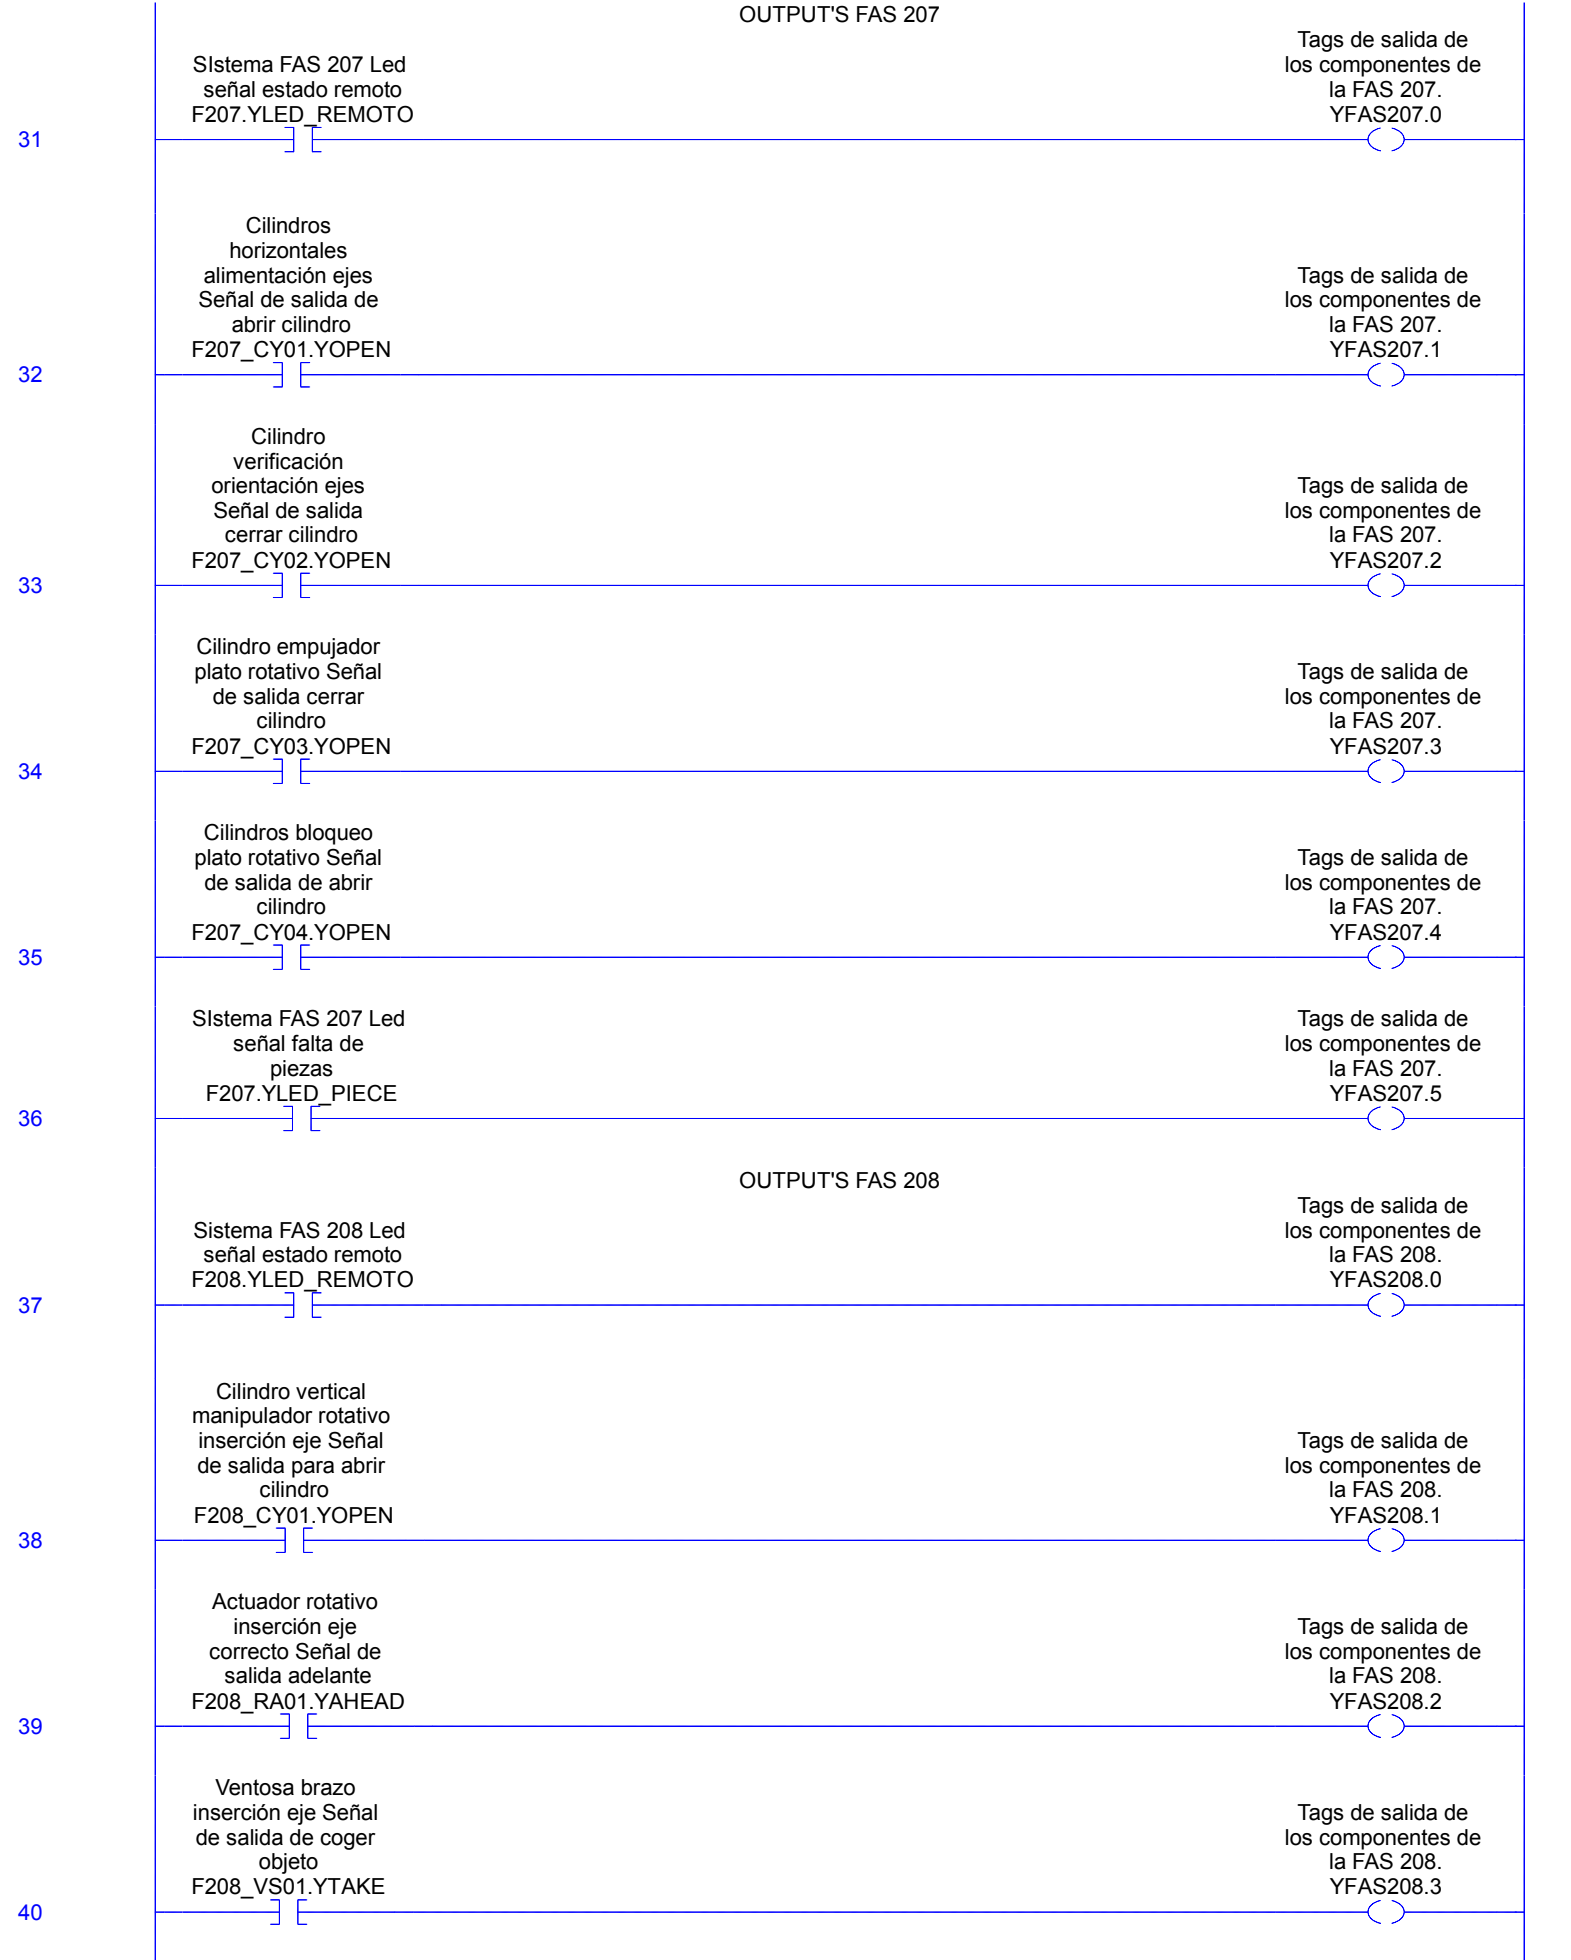 OUTPUT'S FAS 207
SIstema FAS 207 Led
señal estado remoto
F207.YLED_REMOTO
Tags de salida de
los componentes de
la FAS 207.
YFAS207.0
31
Cilindros
horizontales
alimentación ejes
Señal de salida de
abrir cilindro
F207_CY01.YOPEN
Tags de salida de
los componentes de
la FAS 207.
YFAS207.1
32
Cilindro
verificación
orientación ejes
Señal de salida
cerrar cilindro
F207_CY02.YOPEN
Tags de salida de
los componentes de
la FAS 207.
YFAS207.2
33
Cilindro empujador
plato rotativo Señal
de salida cerrar
cilindro
F207_CY03.YOPEN
Tags de salida de
los componentes de
la FAS 207.
YFAS207.3
34
Cilindros bloqueo
plato rotativo Señal
de salida de abrir
cilindro
F207_CY04.YOPEN
Tags de salida de
los componentes de
la FAS 207.
YFAS207.4
35
SIstema FAS 207 Led
señal falta de
piezas
F207.YLED_PIECE
Tags de salida de
los componentes de
la FAS 207.
YFAS207.5
36
OUTPUT'S FAS 208
Sistema FAS 208 Led
señal estado remoto
F208.YLED_REMOTO
Tags de salida de
los componentes de
la FAS 208.
YFAS208.0
37
Cilindro vertical
manipulador rotativo
inserción eje Señal
de salida para abrir
cilindro
F208_CY01.YOPEN
Tags de salida de
los componentes de
la FAS 208.
YFAS208.1
38
Actuador rotativo
inserción eje
correcto Señal de
salida adelante
F208_RA01.YAHEAD
Tags de salida de
los componentes de
la FAS 208.
YFAS208.2
39
Ventosa brazo
inserción eje Señal
de salida de coger
objeto
F208_VS01.YTAKE
Tags de salida de
los componentes de
la FAS 208.
YFAS208.3
40